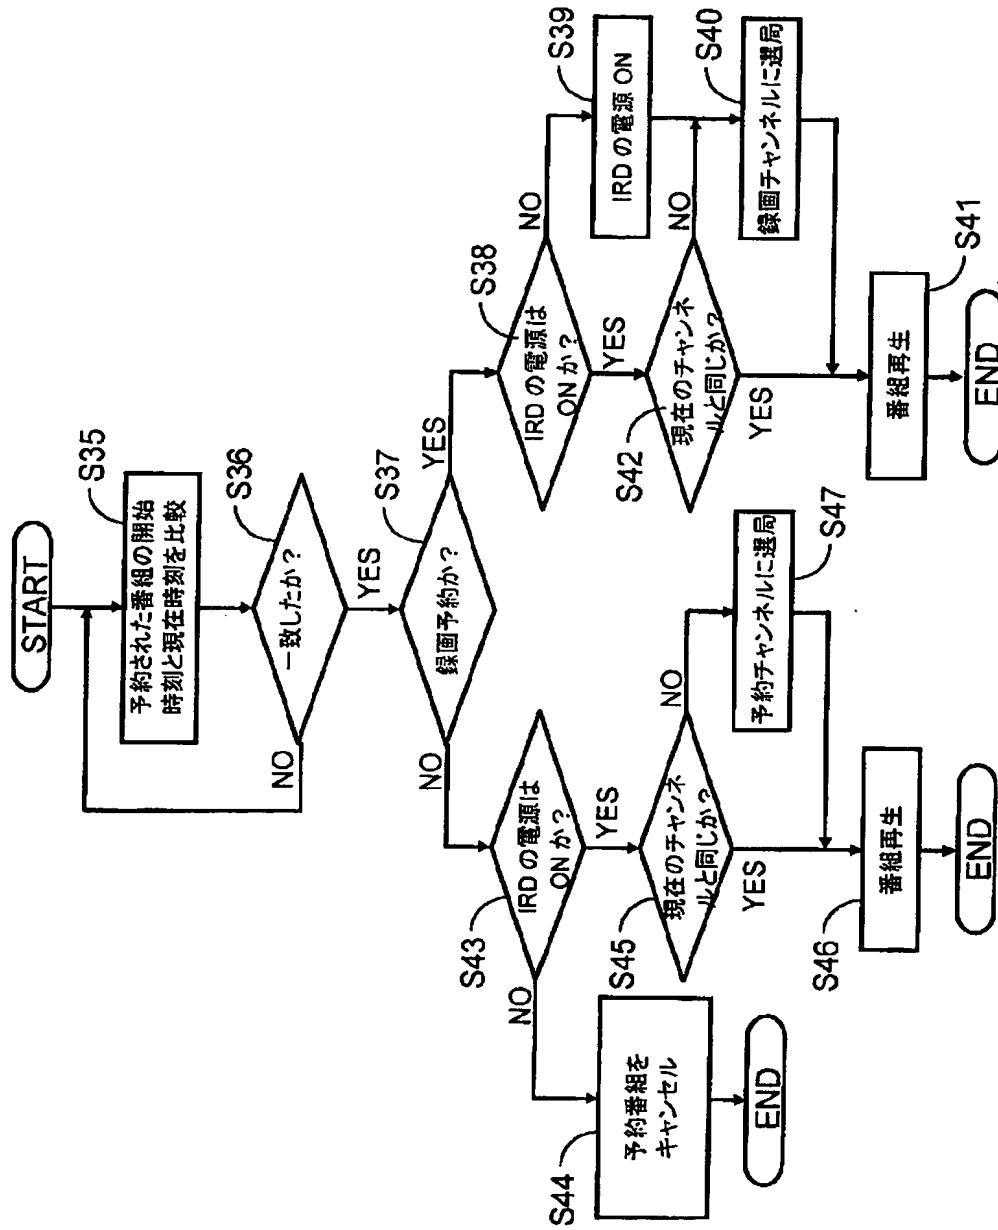 START
S35
予約された番組の開始
時刻と現在時刻を比較
S36
一致したか？
NO
YES
S37
録画予約か？
NO
YES
S38
IRDの電源は
ONか？
NO
YES
S39
IRDの電源ON
S42
現在のチャンネ
ルと同じか？
NO
YES
S40
録画チャンネルに選局
S41
番組再生
END
S43
IRDの電源は
ONか？
NO
YES
S45
現在のチャンネ
ルと同じか？
NO
YES
S47
予約チャンネルに選局
S46
番組再生
END
S44
予約番組を
キャンセル
END